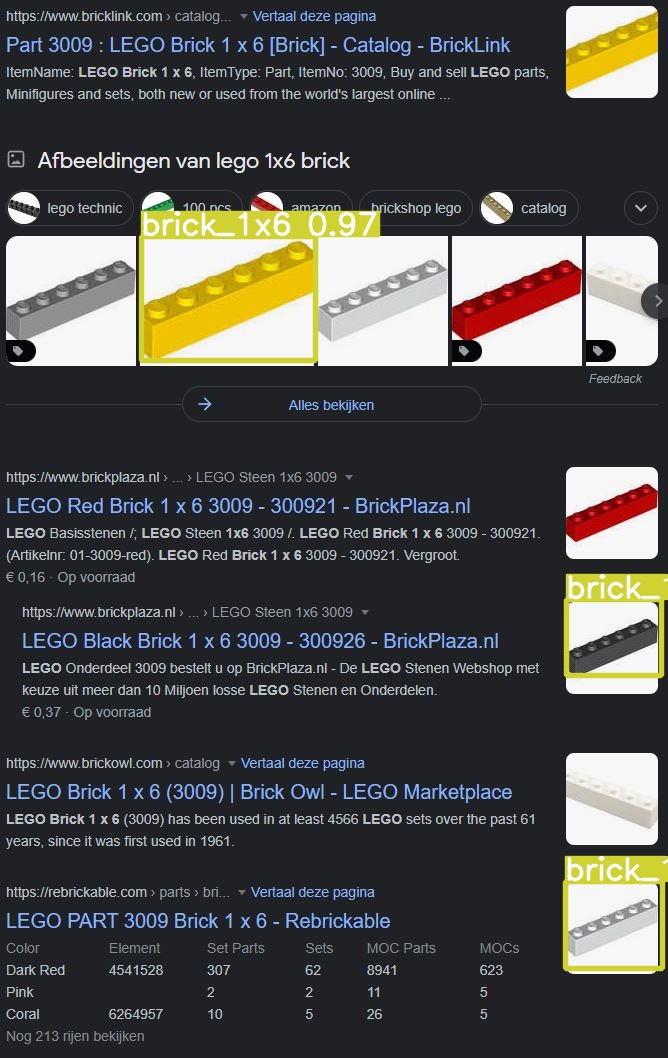 https://www.bricklink.com › catalog... Vertaal deze pagina
Part 3009 : LEGO Brick 1 x 6 [Brick] - Catalog - BrickLink
ItemName: LEGO Brick 1 x 6, ItemType: Part, ItemNo: 3009, Buy and sell LEGO parts,
Minifigures and sets, both new or used from the world's largest online ...
Afbeeldingen van lego 1x6 brick
lego technic 100 pcs amazon brickshop lego catalog
brick_1x6 0.97
Feedback
Alles bekijken
https://www.brickplaza.nl › ... › LEGO Steen 1x6 3009
LEGO Red Brick 1 x 6 3009 - 300921 - BrickPlaza.nl
LEGO Basisstenen /; LEGO Steen 1x6 3009 /. LEGO Red Brick 1 x 6 3009 - 300921.
(Artikelnr: 01-3009-red). LEGO Red Brick 1 x 6 3009 - 300921. Vergroot.
€ 0,16 · Op voorraad
brick_1
https://www.brickplaza.nl › ... › LEGO Steen 1x6 3009
LEGO Black Brick 1 x 6 3009 - 300926 - BrickPlaza.nl
LEGO Onderdeel 3009 bestelt u op BrickPlaza.nl - De LEGO Stenen Webshop met
keuze uit meer dan 10 Miljoen losse LEGO Stenen en Onderdelen.
€ 0,37 · Op voorraad
https://www.brickowl.com › catalog Vertaal deze pagina
LEGO Brick 1 x 6 (3009) | Brick Owl - LEGO Marketplace
LEGO Brick 1 x 6 (3009) has been used in at least 4566 LEGO sets over the past 61
years, since it was first used in 1961.
brick_1
https://rebrickable.com › parts › bri... Vertaal deze pagina
LEGO PART 3009 Brick 1 x 6 - Rebrickable
Color Element Set Parts Sets MOC Parts MOCs
Dark Red 4541528 307 62 8941 623
Pink 2 2 11 5
Coral 6264957 10 5 26 5
Nog 213 rijen bekijken